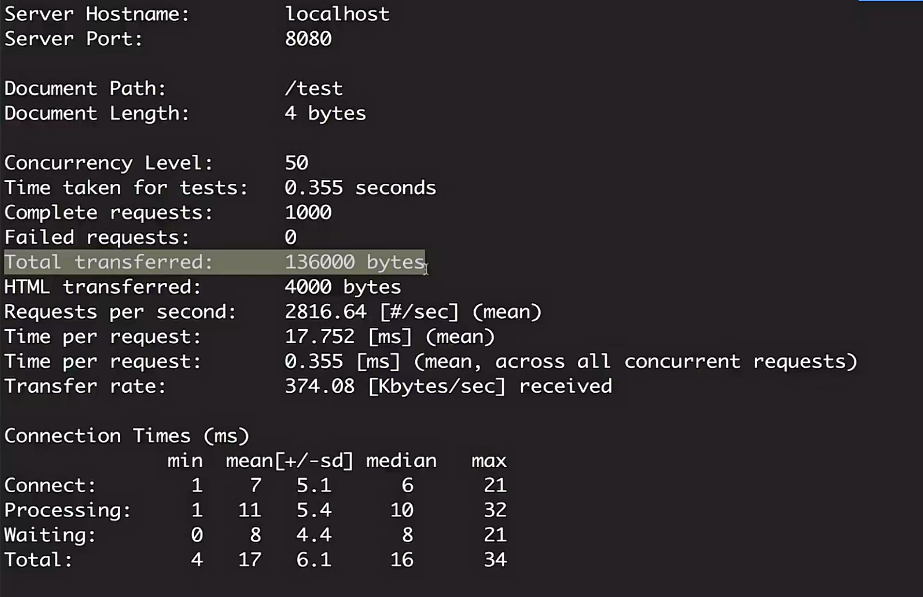 Server Hostname: localhost
Server Port: 8080
Document Path: /test
Document Length: 4 bytes
Concurrency Level: 50
Time taken for tests: 0.355 seconds
Complete requests: 1000
Failed requests: 0
Total transferred: 136000 bytes
HTML transferred: 4000 bytes
Requests per second: 2816.64 [#/sec] (mean)
Time per request: 17.752 [ms] (mean)
Time per request: 0.355 [ms] (mean, across all concurrent requests)
Transfer rate: 374.08 [Kbytes/sec] received
Connection Times (ms)
min mean[+/-sd] median max
Connect: 1 7 5.1 6 21
Processing: 1 11 5.4 10 32
Waiting: 0 8 4.4 8 21
Total: 4 17 6.1 16 34